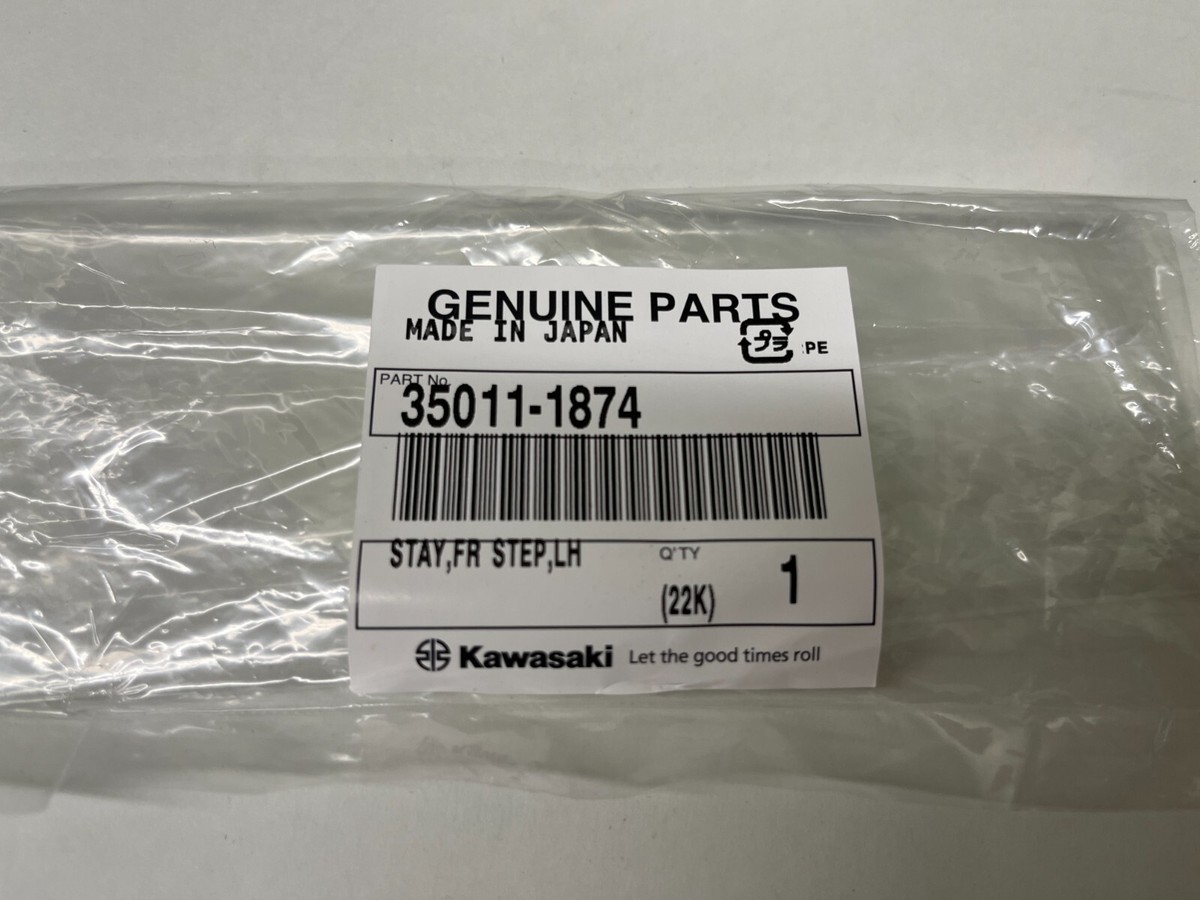 GENUINE PARTS
MADE IN JAPAN
プラ
:PE
PART No.
35011-1874
STAY,FR STEP,LH
Q'TY
1
(22K)
Kawasaki Let the good times roll